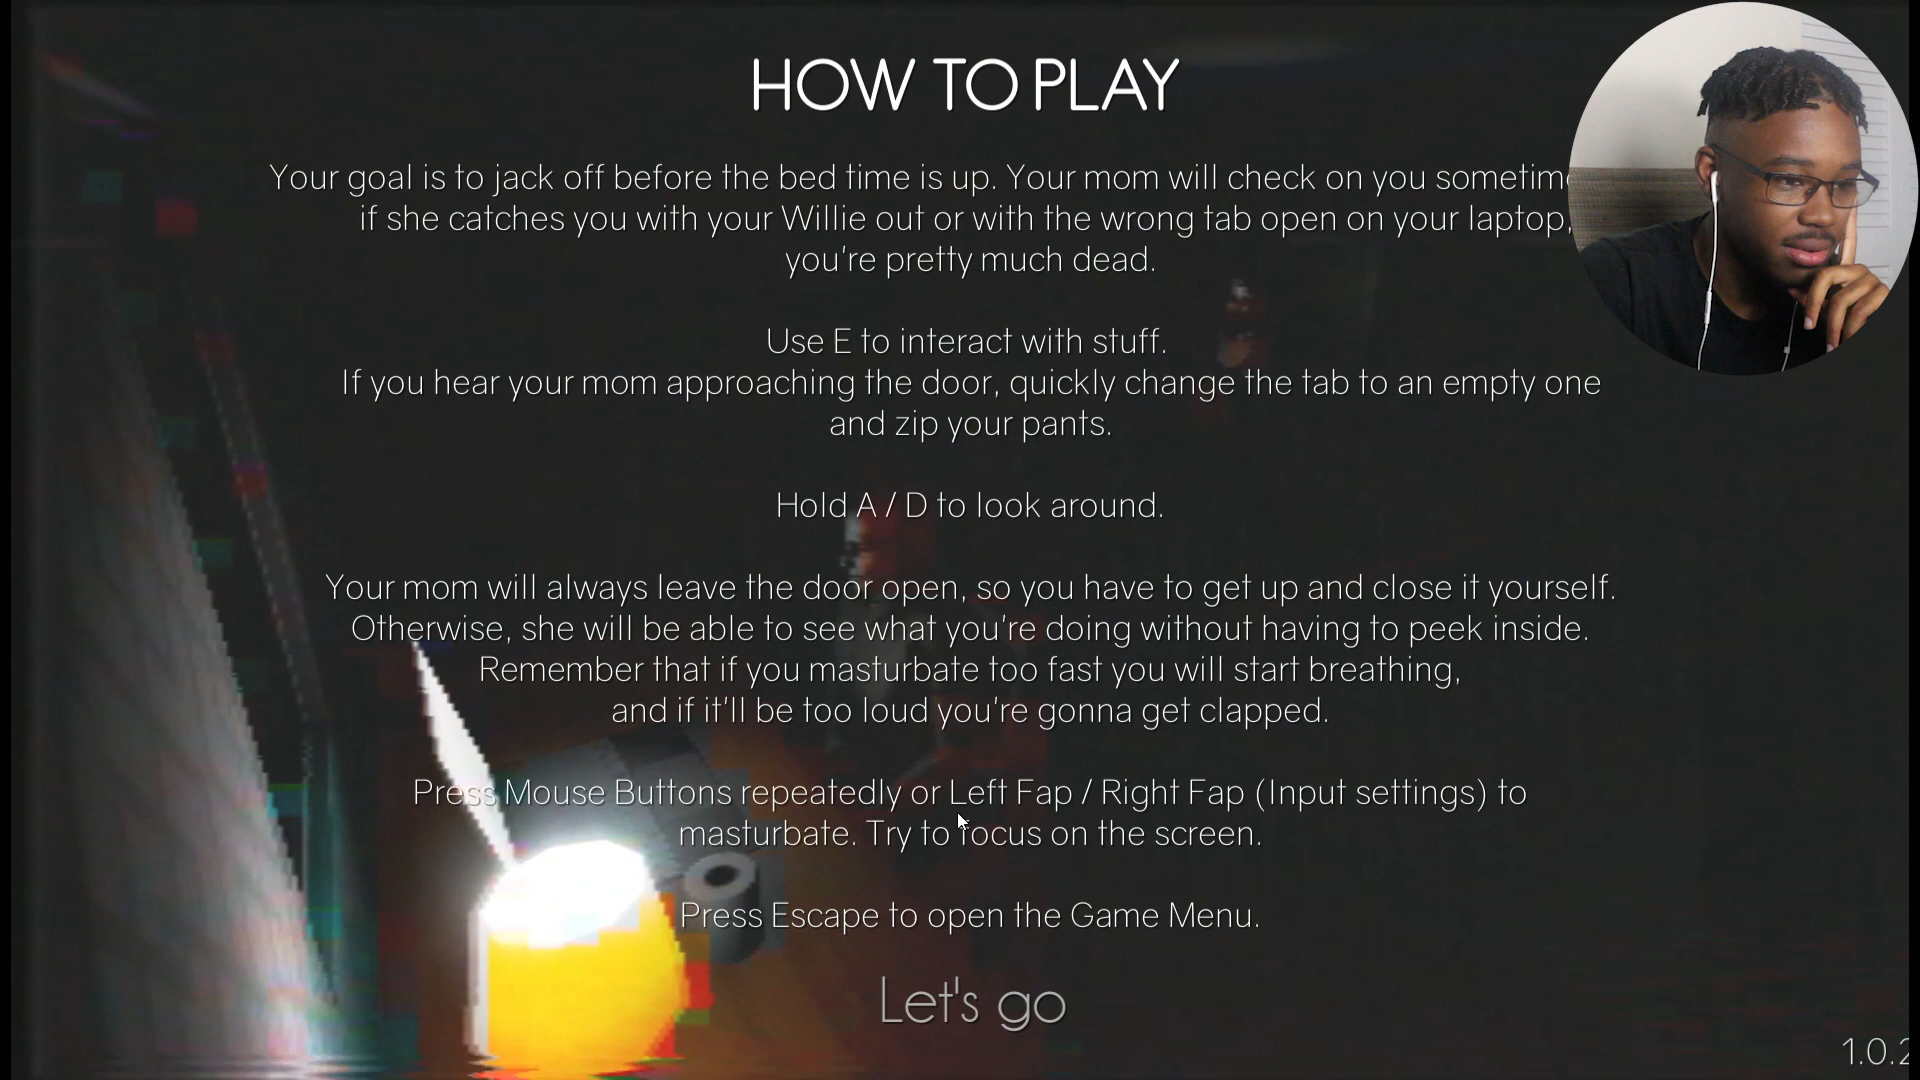 HOW TO PLAY
Your goal is to jack off before the bed time is up. Your mom will check on you
if she catches you with your Willie out or with the wrong tab open on your laptop,
you're pretty much dead.
Use E to interact with stuff.
If you hear your mom approaching the door, quickly change the tab to an empty one
and zip your pants.
Hold A / D to look around.
Your mom will always leave the door open, so you have to get up and close it yourself.
Otherwise, she will be able to see what you're doing without having to peek inside.
Remember that if you masturbate too fast you will start breathing,
and if it'll be too loud you're gonna get clapped.
Press Mouse Buttons repeatedly or Left Fap / Right Fap (Input settings) to
masturbate. Try to focus on the screen.
Press Escape to open the Game Menu.
Let's go
1.0.2